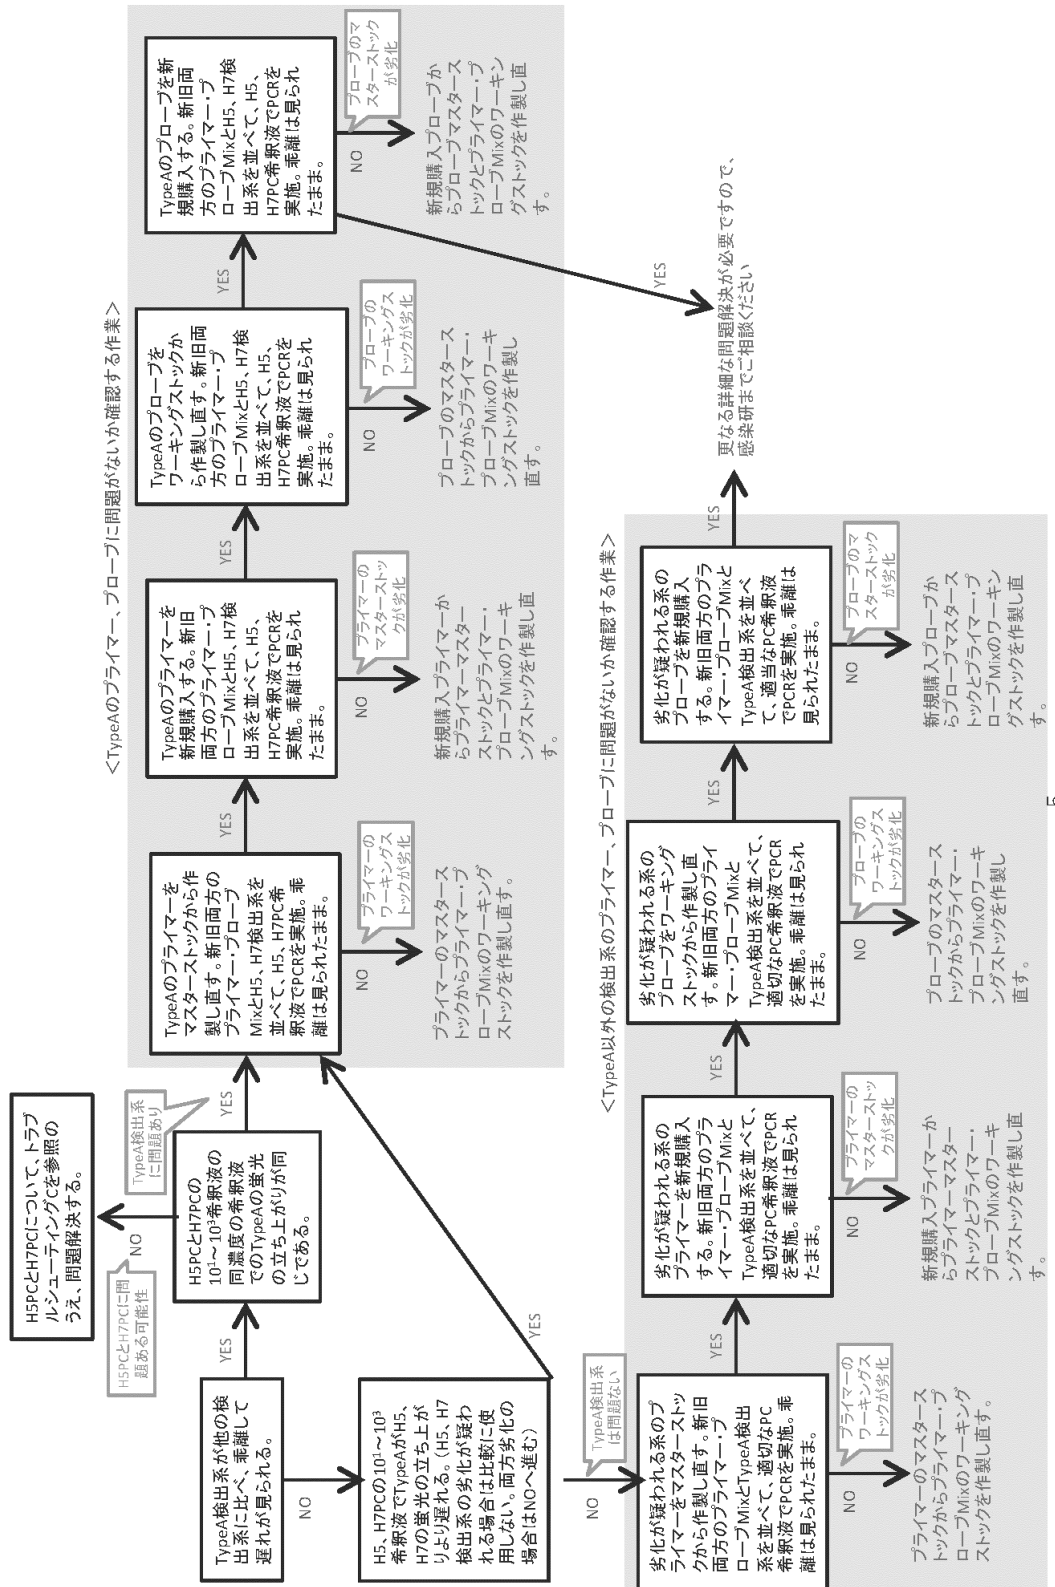 TypeA検出系が他の検
出系に比べ、乖離して
遅れが見られる。
YES
NO
H5PCとH7PCの
10¹~10³希釈液の
同濃度の希釈液
でのTypeAの蛍光
の立ち上がりが同
じである。
NO
H5PCとH7PCに問
題ある可能性
H5PCとH7PCについて、トラブ
ルシューティングCを参照の
うえ、問題解決する。
YES
TypeA検出系
に問題あり
H5、H7PCの10¹~10³
希釈液でTypeAがH5、
H7の蛍光の立ち上が
りより遅れる。(H5、H7
検出系の劣化が疑わ
れる場合は比較に使
用しない。両方劣化の
場合はNOへ進む)
YES
NO
TypeA検出系
は問題ない
<TypeAのプライマー、プローブに問題がないか確認する作業>
TypeAのプライマーを
マスターストックから作
製し直す。新旧両方の
プライマー・プローブ
MixとH5、H7検出系を
並べて、H5、H7PC希
釈液でPCRを実施。乖
離は見られたまま。
YES
NO
プライマーの
ワーキングス
トックが劣化
プライマーのマスタース
トックからプライマー・プ
ローブMixのワーキング
ストックを作製し直す。
TypeAのプライマーを
新規購入する。新旧
両方のプライマー・プ
ローブMixとH5、H7検
出系を並べて、H5、
H7PC希釈液でPCRを
実施。乖離は見られ
たまま。
YES
NO
プライマーの
マスターストッ
クが劣化
新規購入プライマーか
らプライマーマスター
ストックとプライマー・
プローブMixのワーキ
ングストックを作製し直
す。
TypeAのプローブを
ワーキングストックか
ら作製し直す。新旧両
方のプライマー・プ
ローブMixとH5、H7検
出系を並べて、H5、
H7PC希釈液でPCRを
実施。乖離は見られ
たまま。
YES
NO
プローブの
ワーキングス
トックが劣化
プローブのマスタース
トックからプライマー・
プローブMixのワーキ
ングストックを作製し
直す。
TypeAのプローブを新
規購入する。新旧両
方のプライマー・プ
ローブMixとH5、H7検
出系を並べて、H5、
H7PC希釈液でPCRを
実施。乖離は見られ
たまま。
YES
NO
プローブのマ
スターストック
が劣化
新規購入プローブか
らプローブマスタース
トックとプライマー・プ
ローブMixのワーキン
グストックを作製し直
す。
更なる詳細な問題解決が必要ですので、
感染研までご相談ください
<TypeA以外の検出系のプライマー、プローブに問題がないか確認する作業>
劣化が疑われる系のプ
ライマーをマスターストッ
クから作製し直す。新旧
両方のプライマー・プ
ローブMixとTypeA検出
系を並べて、適切なPC
希釈液でPCRを実施。乖
離は見られたまま。
YES
NO
プライマーの
ワーキングス
トックが劣化
プライマーのマスタース
トックからプライマー・プ
ローブMixのワーキング
ストックを作製し直す。
劣化が疑われる系の
プライマーを新規購入
する。新旧両方のプラ
イマー・プローブMixと
TypeA検出系を並べて、
適切なPC希釈液でPCR
を実施。乖離は見られ
たまま。
YES
NO
プライマーの
マスターストッ
クが劣化
新規購入プライマーか
らプライマーマスター
ストックとプライマー・
プローブMixのワーキ
ングストックを作製し直
す。
劣化が疑われる系の
プローブをワーキング
ストックから作製し直
す。新旧両方のプライ
マー・プローブMixと
TypeA検出系を並べて、
適切なPC希釈液でPCR
を実施。乖離は見られ
たまま。
YES
NO
プローブの
ワーキングス
トックが劣化
プローブのマスタース
トックからプライマー・
プローブMixのワーキ
ングストックを作製し
直す。
劣化が疑われる系の
プローブを新規購入
する。新旧両方のプラ
イマー・プローブMixと
TypeA検出系を並べ
て、適当なPC希釈液
でPCRを実施。乖離は
見られたまま。
YES
NO
プローブのマ
スターストック
が劣化
新規購入プローブか
らプローブマスタース
トックとプライマー・プ
ローブMixのワーキン
グストックを作製し直
す。
5